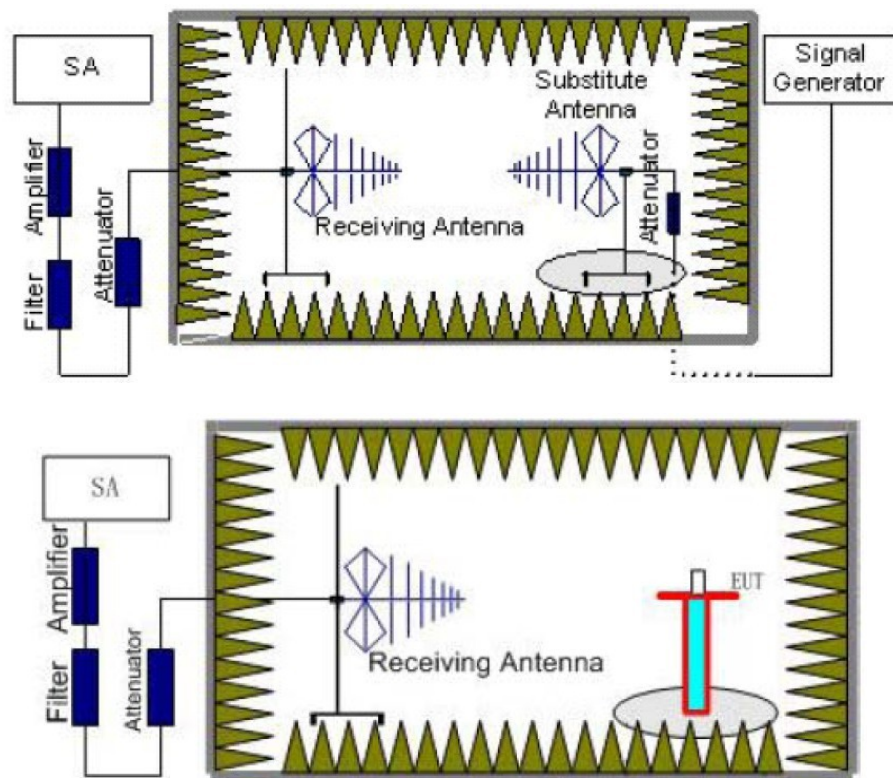 SA
Signal
Generator
Substitute
Antenna
Amplifier
Attenuator
Attenuator
Receiving Antenna
Filter
SA
Amplifier
EUT
Attenuator
Receiving Antenna
Filter